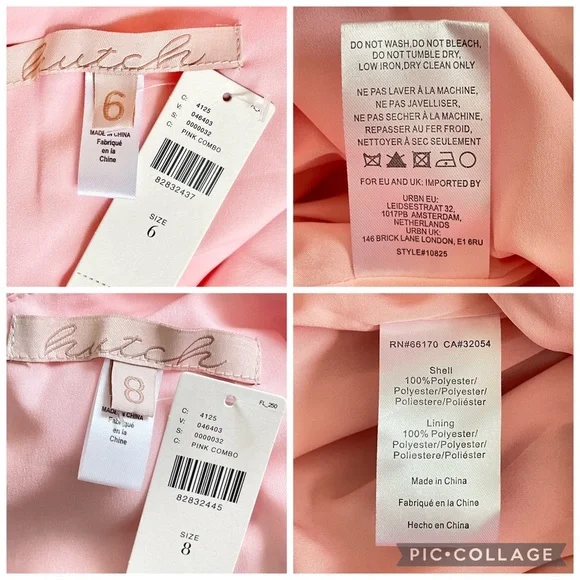 hutch
6
MADE IN CHINA
Fabriqué
en la
Chine
C: 4125
V: 046403
S: 0000032
C: PINK COMBO
82832437
SIZE
6
DO NOT WASH,DO NOT BLEACH,
DO NOT TUMBLE DRY,
LOW IRON,DRY CLEAN ONLY
NE PAS LAVER À LA MACHINE,
NE PAS JAVELLISER,
NE PAS SECHER À LA MACHINE,
REPASSER AU FER FROID,
NETTOYER À SEC SEULEMENT
FOR EU AND UK: IMPORTED BY
URBN EU:
LEIDSESTRAAT 32,
1017PB AMSTERDAM,
NETHERLANDS
URBN UK:
146 BRICK LANE LONDON, E1 6RU
STYLE#10825
hutch
8
MADE IN CHINA
Fabriqué
en la
Chine
FL_250
C: 4125
V: 046403
S: 0000032
C: PINK COMBO
82832445
SIZE
8
RN#66170 CA#32054
Shell
100%Polyester/
Polyester/Polyester/
Poliestere/Poliéster
Lining
100% Polyester/
Polyester/Polyester/
Poliestere/Poliéster
Made in China
Fabriqué en la Chine
Hecho en China
PIC•COLLAGE